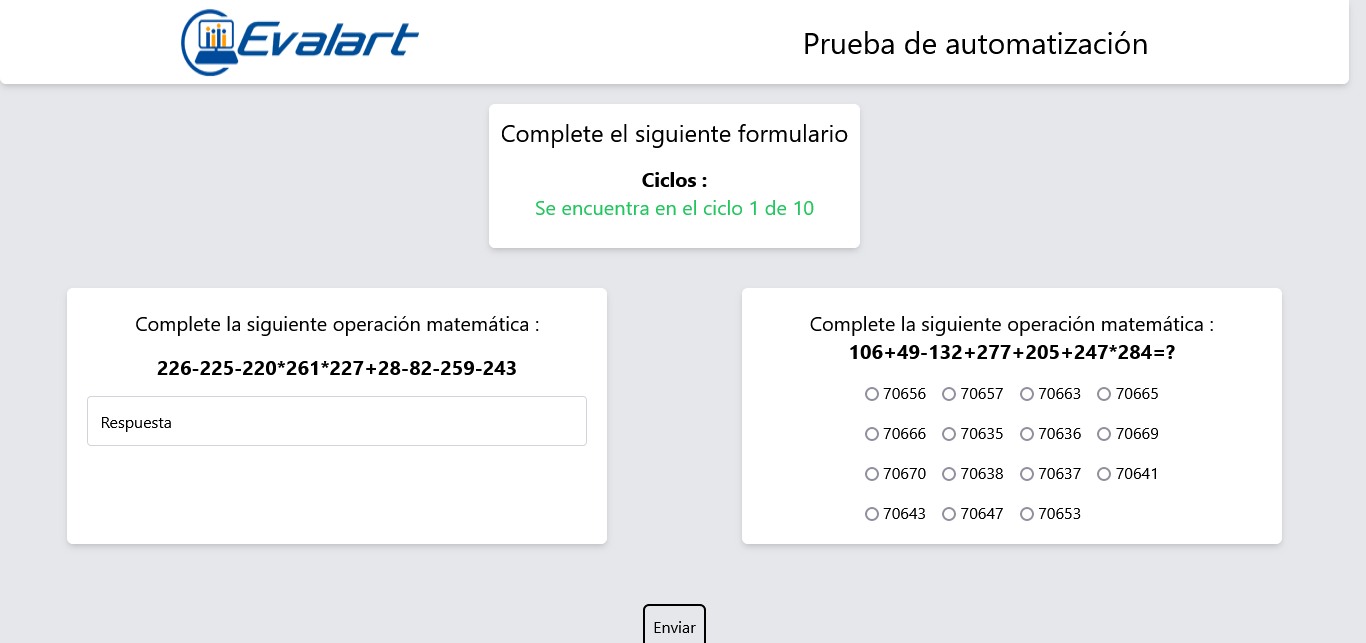 Evalart
Prueba de automatización
Complete el siguiente formulario
Ciclos :
Se encuentra en el ciclo 1 de 10
Complete la siguiente operación matemática :
226-225-220*261*227+28-82-259-243
Respuesta
Complete la siguiente operación matemática :
106+49-132+277+205+247*284=?
70656 70657 70663 70665
70666 70635 70636 70669
70670 70638 70637 70641
70643 70647 70653
Enviar